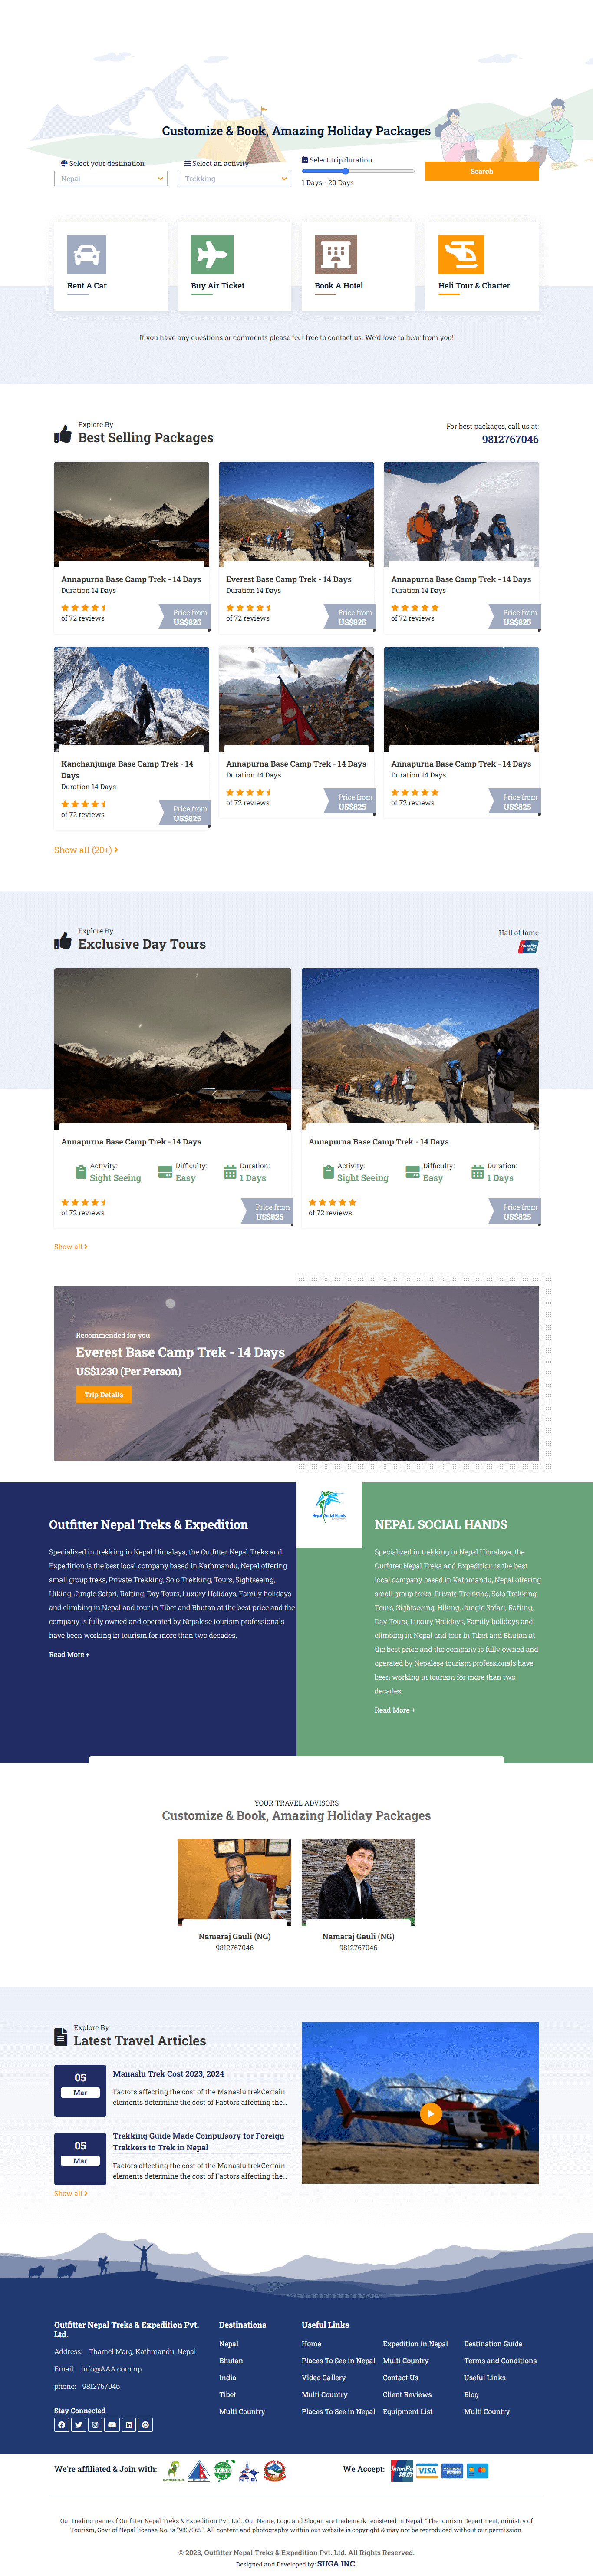 Customize & Book, Amazing Holiday Packages
Select your destination
Select an activity
Select trip duration
Nepal
Trekking
1 Days - 20 Days
Search
Rent A Car
Buy Air Ticket
Book A Hotel
Heli Tour & Charter
If you have any questions or comments please feel free to contact us. We'd love to hear from you!
Explore By
Best Selling Packages
For best packages, call us at:
9812767046
Annapurna Base Camp Trek - 14 Days
Duration 14 Days
of 72 reviews
Price from
US$825
Everest Base Camp Trek - 14 Days
Duration 14 Days
of 72 reviews
Price from
US$825
Annapurna Base Camp Trek - 14 Days
Duration 14 Days
of 72 reviews
Price from
US$825
Kanchanjunga Base Camp Trek - 14
Days
Duration 14 Days
of 72 reviews
Price from
US$825
Annapurna Base Camp Trek - 14 Days
Duration 14 Days
of 72 reviews
Price from
US$825
Annapurna Base Camp Trek - 14 Days
Duration 14 Days
of 72 reviews
Price from
US$825
Show all (20+)
Explore By
Exclusive Day Tours
Hall of fame
Annapurna Base Camp Trek - 14 Days
Activity:
Sight Seeing
Difficulty:
Easy
Duration:
1 Days
of 72 reviews
Price from
US$825
Annapurna Base Camp Trek - 14 Days
Activity:
Sight Seeing
Difficulty:
Easy
Duration:
1 Days
of 72 reviews
Price from
US$825
Show all
Recommended for you
Everest Base Camp Trek - 14 Days
US$1230 (Per Person)
Trip Details
Outfitter Nepal Treks & Expedition
Specialized in trekking in Nepal Himalaya, the Outfitter Nepal Treks and
Expedition is the best local company based in Kathmandu, Nepal offering
small group treks, Private Trekking, Solo Trekking, Tours, Sightseeing,
Hiking, Jungle Safari, Rafting, Day Tours, Luxury Holidays, Family holidays
and climbing in Nepal and tour in Tibet and Bhutan at the best price and the
company is fully owned and operated by Nepalese tourism professionals
have been working in tourism for more than two decades.
Read More +
Nepal Social Hands
NEPAL SOCIAL HANDS
Specialized in trekking in Nepal Himalaya, the
Outfitter Nepal Treks and Expedition is the best
local company based in Kathmandu, Nepal offering
small group treks, Private Trekking, Solo Trekking,
Tours, Sightseeing, Hiking, Jungle Safari, Rafting,
Day Tours, Luxury Holidays, Family holidays and
climbing in Nepal and tour in Tibet and Bhutan at
the best price and the company is fully owned and
operated by Nepalese tourism professionals have
been working in tourism for more than two
decades.
Read More +
YOUR TRAVEL ADVISORS
Customize & Book, Amazing Holiday Packages
Namaraj Gauli (NG)
9812767046
Namaraj Gauli (NG)
9812767046
Explore By
Latest Travel Articles
05
Mar
Manaslu Trek Cost 2023, 2024
Factors affecting the cost of the Manaslu trekCertain
elements determine the cost of Factors affecting the...
05
Mar
Trekking Guide Made Compulsory for Foreign
Trekkers to Trek in Nepal
Factors affecting the cost of the Manaslu trekCertain
elements determine the cost of Factors affecting the...
Show all
Outfitter Nepal Treks & Expedition Pvt.
Ltd.
Address: Thamel Marg, Kathmandu, Nepal
Email: info@AAA.com.np
phone: 9812767046
Stay Connected
Destinations
Nepal
Bhutan
India
Tibet
Multi Country
Useful Links
Home
Places To See in Nepal
Video Gallery
Multi Country
Places To See in Nepal
Expedition in Nepal
Multi Country
Contact Us
Client Reviews
Equipment List
Destination Guide
Terms and Conditions
Useful Links
Blog
Multi Country
We're affiliated & Join with:
We Accept:
VISA
Our trading name of Outfitter Nepal Treks & Expedition Pvt. Ltd., Our Name, Logo and Slogan are trademark registered in Nepal. "The tourism Department, ministry of
Tourism, Govt of Nepal license No. is "983/065". All content and photography within our website is copyright & may not be reproduced without our permission.
© 2023, Outfitter Nepal Treks & Expedition Pvt. Ltd. All Rights Reserved.
Designed and Developed by: SUGA INC.